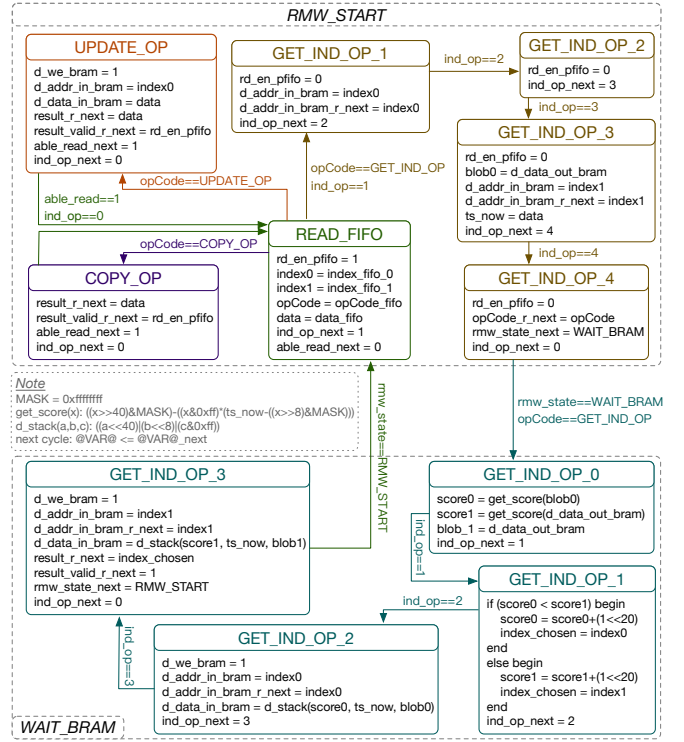 RMW_START
UPDATE_OP
d_we_bram = 1
d_addr_in_bram = index0
d_data_in_bram = data
result_r_next = data
result_valid_r_next = rd_en_pfifo
able_read_next = 1
ind_op_next = 0
GET_IND_OP_1
rd_en_pfifo = 0
d_addr_in_bram = index0
d_addr_in_bram_r_next = index0
ind_op_next = 2
ind_op==2
GET_IND_OP_2
rd_en_pfifo = 0
ind_op_next = 3
ind_op==3
GET_IND_OP_3
rd_en_pfifo = 0
blob0 = d_data_out_bram
d_addr_in_bram = index1
d_addr_in_bram_r_next = index1
ts_now = data
ind_op_next = 4
ind_op==4
GET_IND_OP_4
rd_en_pfifo = 0
opCode_r_next = opCode
rmw_state_next = WAIT_BRAM
ind_op_next = 0
opCode==GET_IND_OP
ind_op==1
opCode==UPDATE_OP
able_read==1
ind_op==0
READ_FIFO
rd_en_pfifo = 1
index0 = index_fifo_0
index1 = index_fifo_1
opCode = opCode_fifo
data = data_fifo
ind_op_next = 1
able_read_next = 0
opCode==COPY_OP
COPY_OP
result_r_next = data
result_valid_r_next = rd_en_pfifo
able_read_next = 1
ind_op_next = 0
Note
MASK = 0xffffffff
get_score(x): ((x>>40)&MASK)-((x&0xff)*(ts_now-((x>>8)&MASK)))
d_stack(a,b,c): ((a<<40)|(b<<8)|(c&0xff))
next cycle: @VAR@ <= @VAR@_next
rmw_state==RMW_START
rmw_state==WAIT_BRAM
opCode==GET_IND_OP
GET_IND_OP_3
d_we_bram = 1
d_addr_in_bram = index1
d_addr_in_bram_r_next = index1
d_data_in_bram = d_stack(score1, ts_now, blob1)
result_r_next = index_chosen
result_valid_r_next = 1
rmw_state_next = RMW_START
ind_op_next = 0
GET_IND_OP_0
score0 = get_score(blob0)
score1 = get_score(d_data_out_bram)
blob_1 = d_data_out_bram
ind_op_next = 1
ind_op==1
GET_IND_OP_1
if (score0 < score1) begin
score0 = score0+(1<<20)
index_chosen = index0
end
else begin
score1 = score1+(1<<20)
index_chosen = index1
end
ind_op_next = 2
ind_op==2
GET_IND_OP_2
d_we_bram = 1
d_addr_in_bram = index0
d_addr_in_bram_r_next = index0
d_data_in_bram = d_stack(score0, ts_now, blob0)
ind_op_next = 3
ind_op==3
WAIT_BRAM